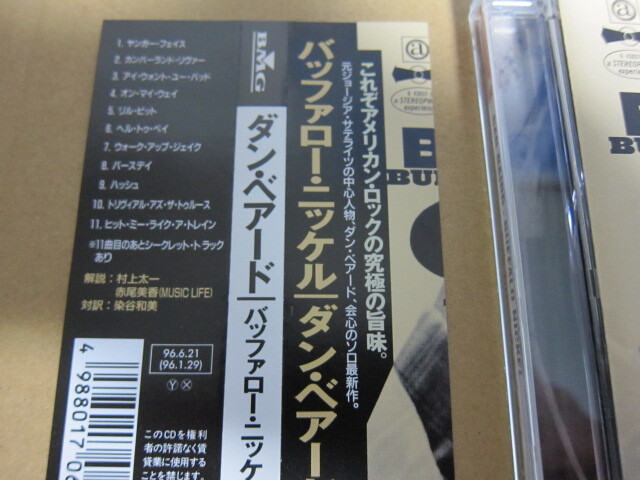 1. ヤンガー・フェイス
2. カンバーランド・リヴァー
3. アイ・ウォント・ユー・バッド
4. オン・マイ・ウェイ
5. リル・ビット
6. ヘル・トゥ・ペイ
7. ウォーク・アップ・ジェイク
8. バースデイ
9. ハッシュ
10. トリヴィアル・アズ・ザ・トゥルース
11. ヒット・ミー・ライク・ア・トレイン
※11曲目のあとシークレット・トラック
あり
解説：村上太一
赤尾美香(MUSIC LIFE)
対訳：染谷和美
96.6.21
(96.1.29)
Ⓨ Ⓧ
このCDを権利
者の許諾なく賃
貸業に使用する
ことを禁じます。
4 988017 0
BMG
ダン・ベアード
バッファロー・ニッケ
バッファロー・ニッケル
ダン・ベアー
これぞアメリカン・ロックの究極の旨味。
元ジョージア・サテライツの中心人物、ダン・ベアード、会心のソロ最新作。
a
STEREOPH
experien
a
A
STEREOPH
experie
BU
BU